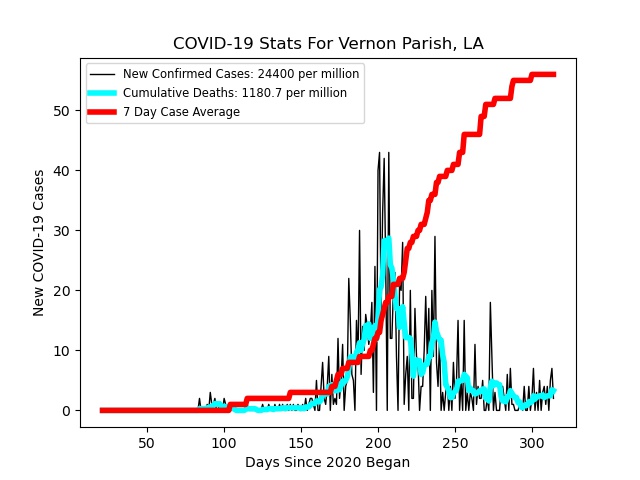 COVID-19 Stats For Vernon Parish, LA
New Confirmed Cases: 24400 per million
Cumulative Deaths: 1180.7 per million
7 Day Case Average
New COVID-19 Cases
50
40
30
20
10
0
50 100 150 200 250 300
Days Since 2020 Began